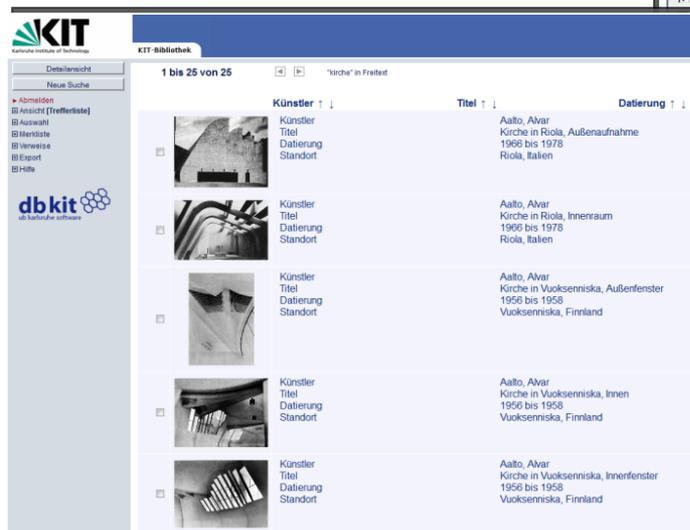 KIT
Karlsruhe Institute of Technology
KIT-Bibliothek
Detailansicht
Neue Suche
Abmelden
Ansicht [Trefferliste]
Auswahl
Merkliste
Verweise
Export
Hilfe
dbkit
ub karlsruhe software
1 bis 25 von 25 "kirche" in Freitext
Künstler ↑ ↓ Titel ↑ ↓ Datierung ↑ ↓
Künstler Aalto, Alvar
Titel Kirche in Riola, Außenaufnahme
Datierung 1966 bis 1978
Standort Riola, Italien
Künstler Aalto, Alvar
Titel Kirche in Riola, Innenraum
Datierung 1966 bis 1978
Standort Riola, Italien
Künstler Aalto, Alvar
Titel Kirche in Vuoksenniska, Außenfenster
Datierung 1956 bis 1958
Standort Vuoksenniska, Finnland
Künstler Aalto, Alvar
Titel Kirche in Vuoksenniska, Innen
Datierung 1956 bis 1958
Standort Vuoksenniska, Finnland
Künstler Aalto, Alvar
Titel Kirche in Vuoksenniska, Innenfenster
Datierung 1956 bis 1958
Standort Vuoksenniska, Finnland